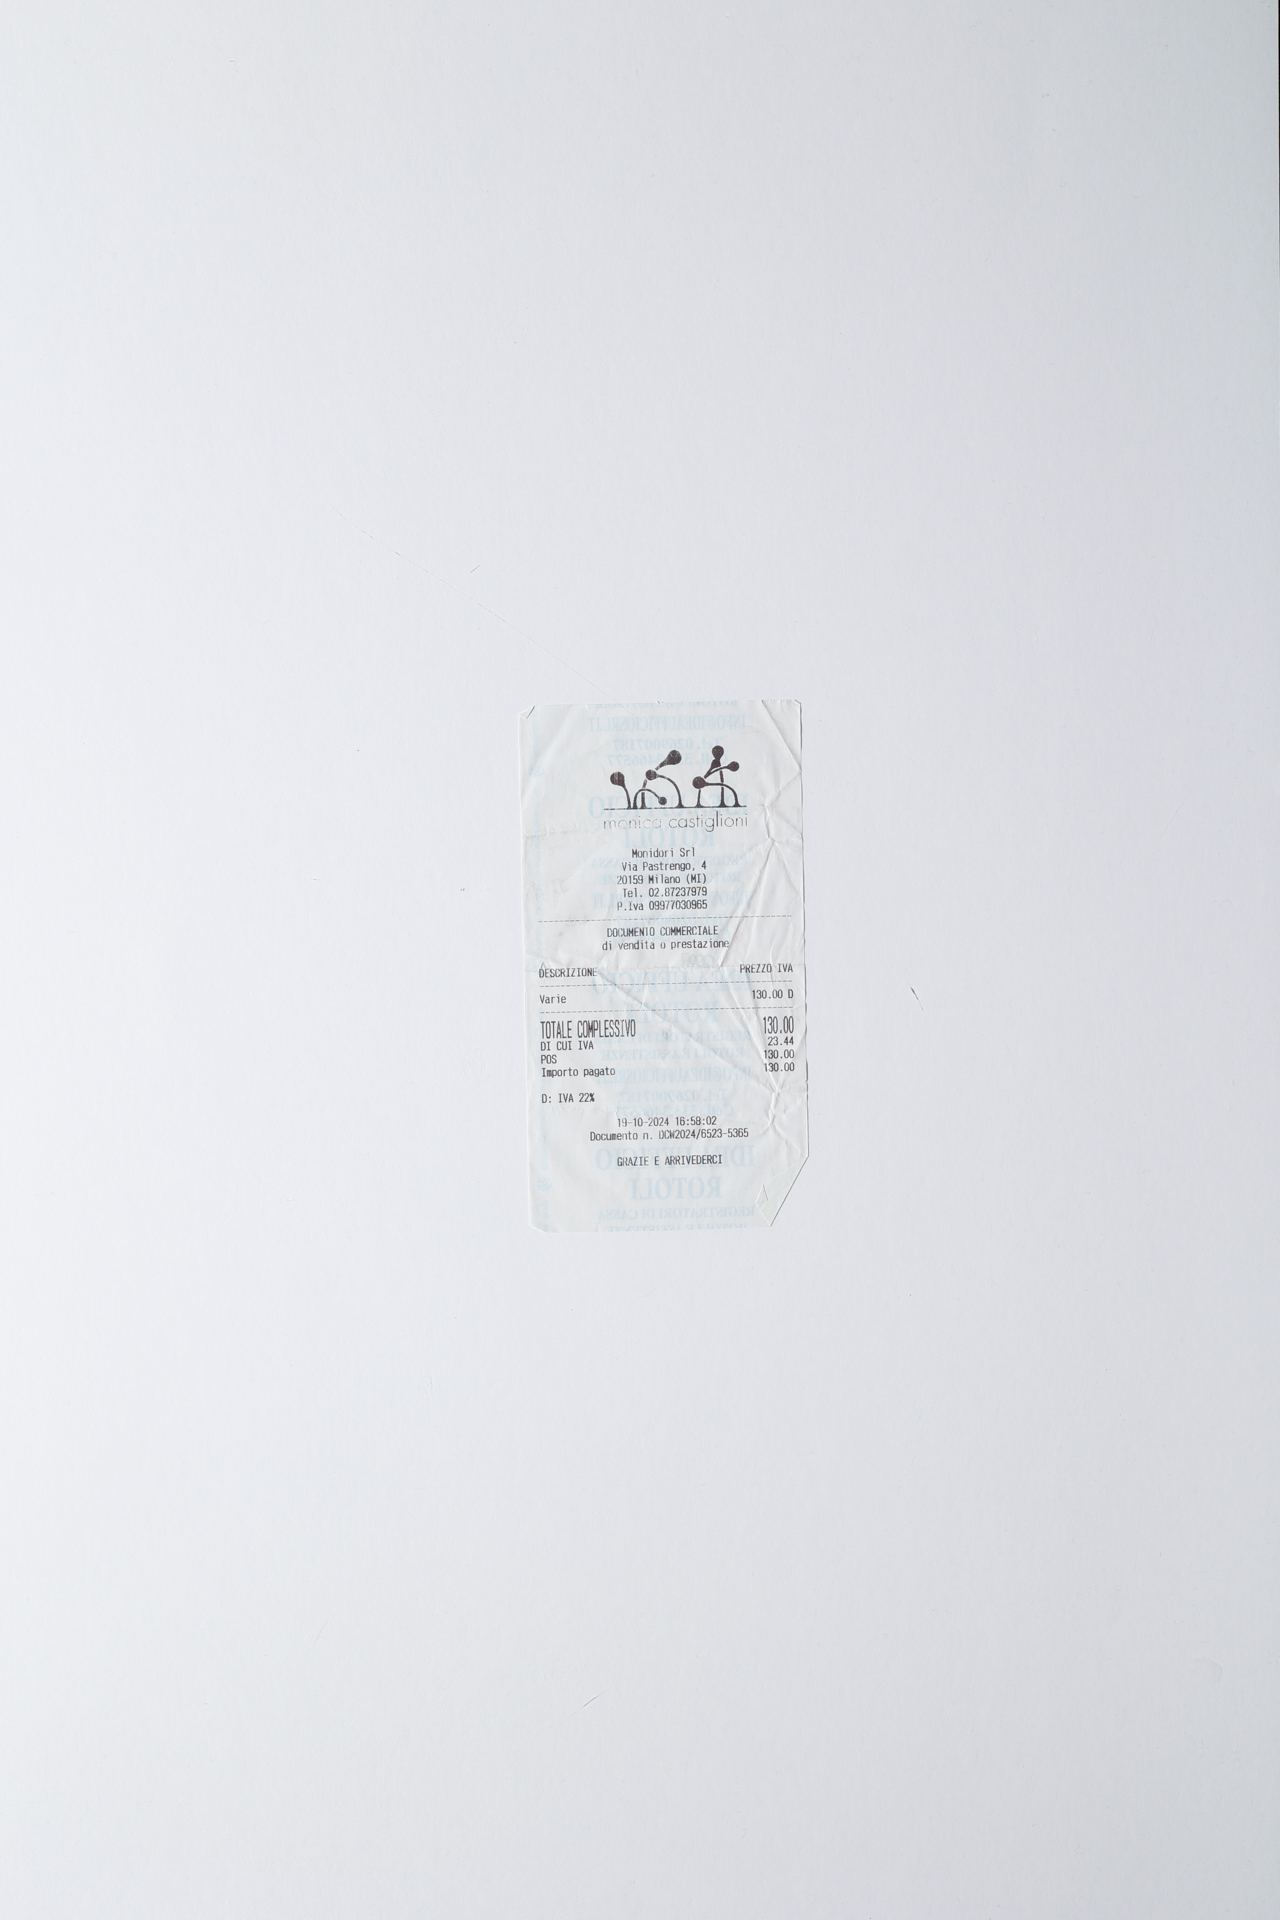 monica castiglioni
Monidori Srl
Via Pastrengo, 4
20159 Milano (MI)
Tel. 02.87237979
P.Iva 09977030965
DOCUMENTO COMMERCIALE
di vendita o prestazione
DESCRIZIONE PREZZO IVA
Varie 130.00 D
TOTALE COMPLESSIVO 130.00
DI CUI IVA 23.44
POS 130.00
Importo pagato 130.00
D: IVA 22%
19-10-2024 16:58:02
Documento n. DCW2024/6523-5365
GRAZIE E ARRIVEDERCI
ROTOLI